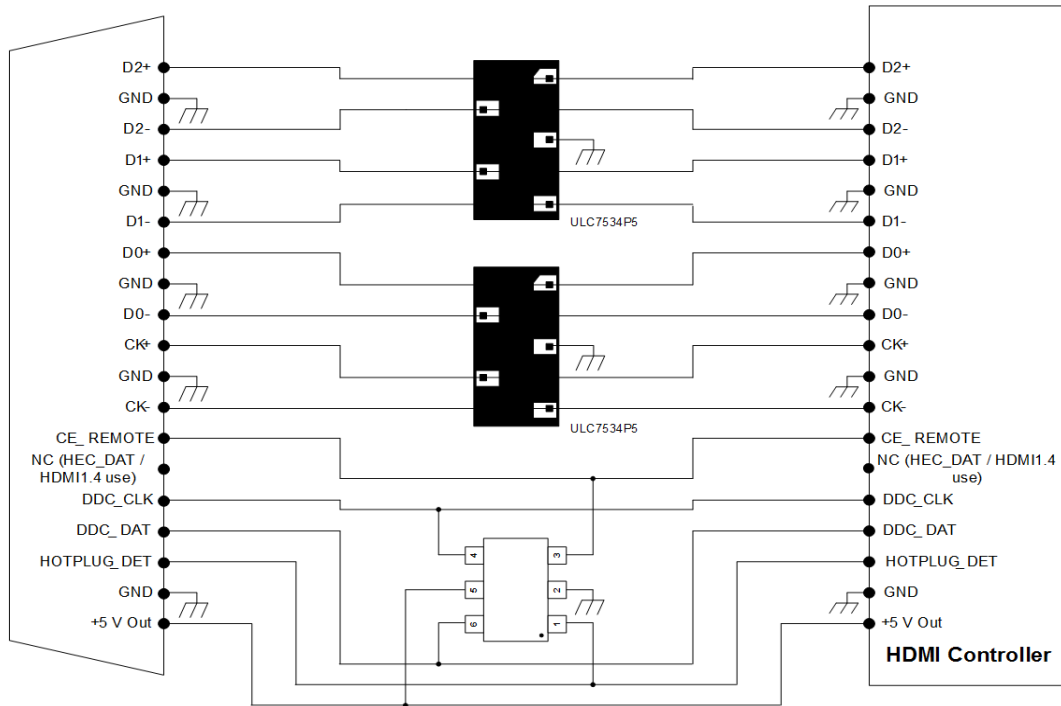 D2+
GND
D2-
D1+
GND
D1-
D0+
GND
D0-
CK+
GND
CK-
CE_ REMOTE
NC (HEC_DAT /
HDMI1.4 use)
DDC_CLK
DDC_ DAT
HOTPLUG_DET
GND
+5 V Out
ULC7534P5
ULC7534P5
4
5
6
3
2
1
D2+
GND
D2-
D1+
GND
D1-
D0+
GND
D0-
CK+
GND
CK-
CE_ REMOTE
NC (HEC_DAT / HDMI1.4
use)
DDC_CLK
DDC_ DAT
HOTPLUG_DET
GND
+5 V Out
HDMI Controller